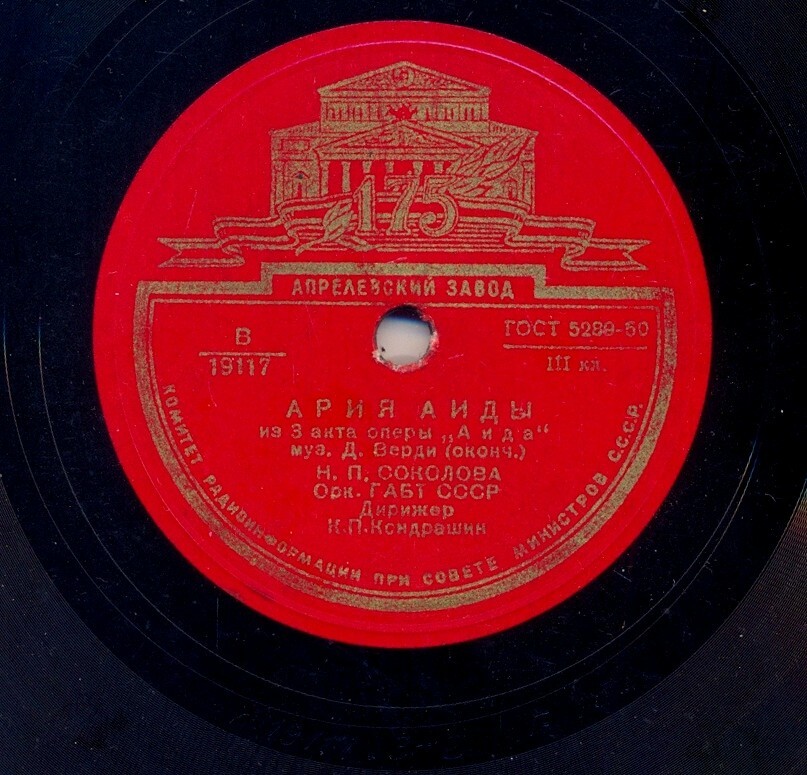 175
АПРЕЛЕВСКИЙ ЗАВОД
В
19117
ГОСТ 5289-50
III кл.
АРИЯ АИДЫ
из 3 акта оперы „Аида“
муз. Д. Верди (оконч.)
Н. П. СОКОЛОВА
Орк. ГАБТ СССР
Дирижер
К.П.Кондрашин
КОМИТЕТ РАДИОИНФОРМАЦИИ ПРИ СОВЕТЕ МИНИСТРОВ С.С.С.Р.